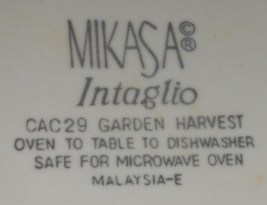 MIKASA©®
Intaglio
CAC29 GARDEN HARVEST
OVEN TO TABLE TO DISHWASHER
SAFE FOR MICROWAVE OVEN
MALAYSIA-E